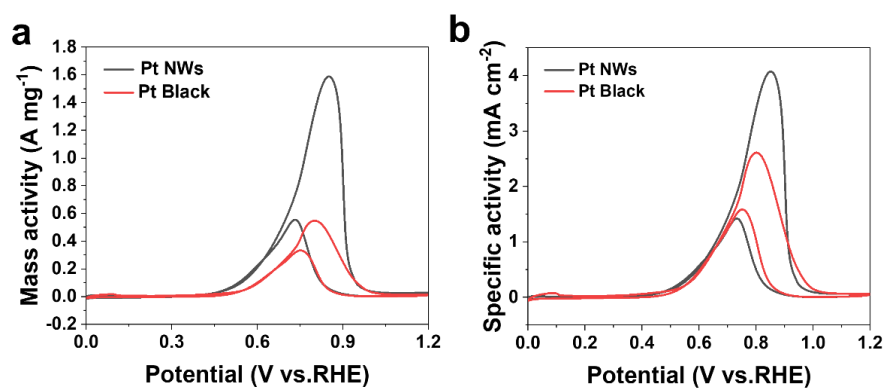 a
Mass activity (A mg⁻¹)
1.8
1.6
1.4
1.2
1.0
0.8
0.6
0.4
0.2
0.0
-0.2
Pt NWs
Pt Black
0.0 0.3 0.6 0.9 1.2
Potential (V vs.RHE)
b
Specific activity (mA cm⁻²)
4
3
2
1
0
Pt NWs
Pt Black
0.0 0.2 0.4 0.6 0.8 1.0 1.2
Potential (V vs.RHE)